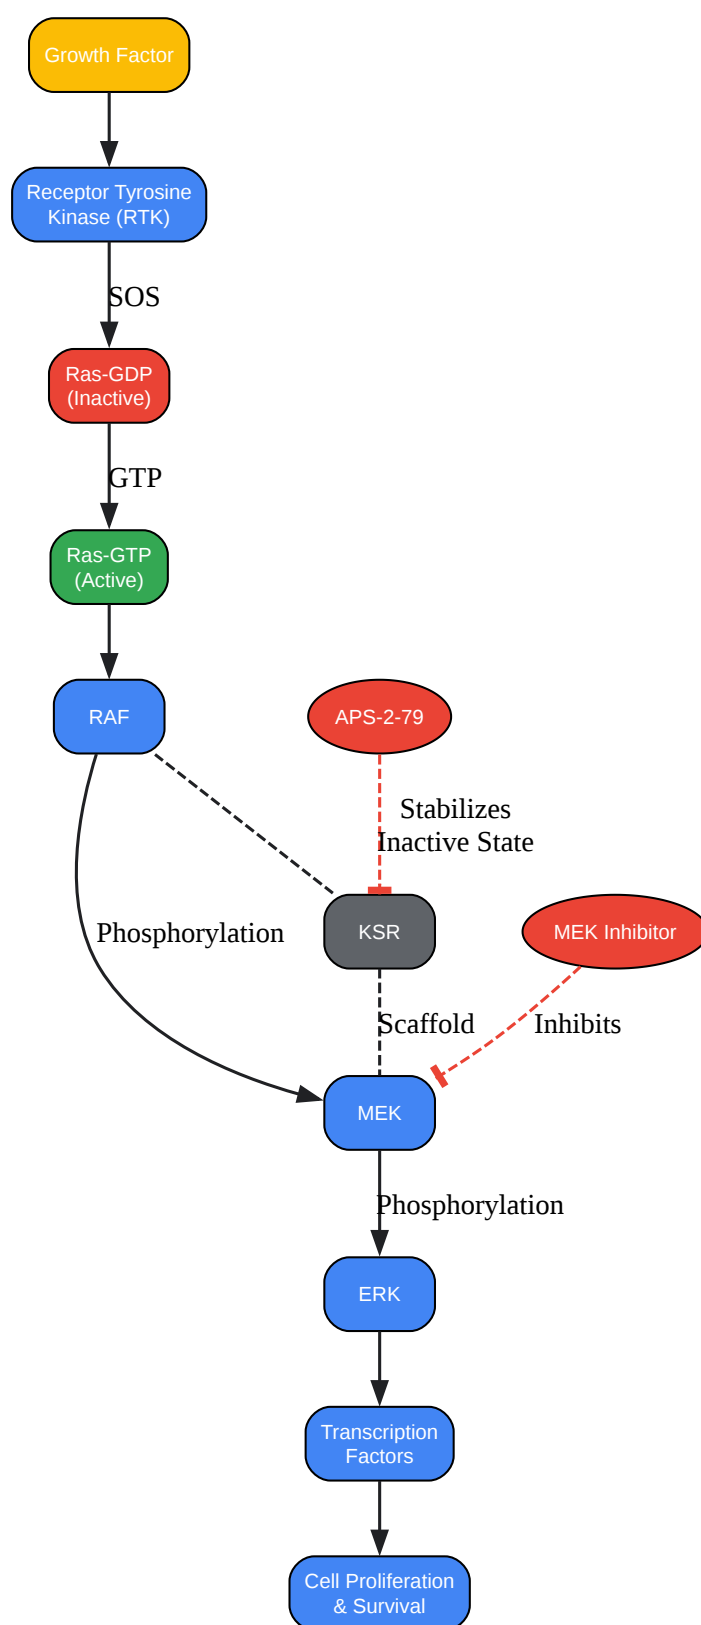 Growth Factor
Receptor Tyrosine
Kinase (RTK)
SOS
Ras-GDP
(Inactive)
GTP
Ras-GTP
(Active)
RAF
APS-2-79
Stabilizes
Inactive State
Phosphorylation
KSR
MEK Inhibitor
Scaffold
Inhibits
MEK
Phosphorylation
ERK
Transcription
Factors
Cell Proliferation
& Survival